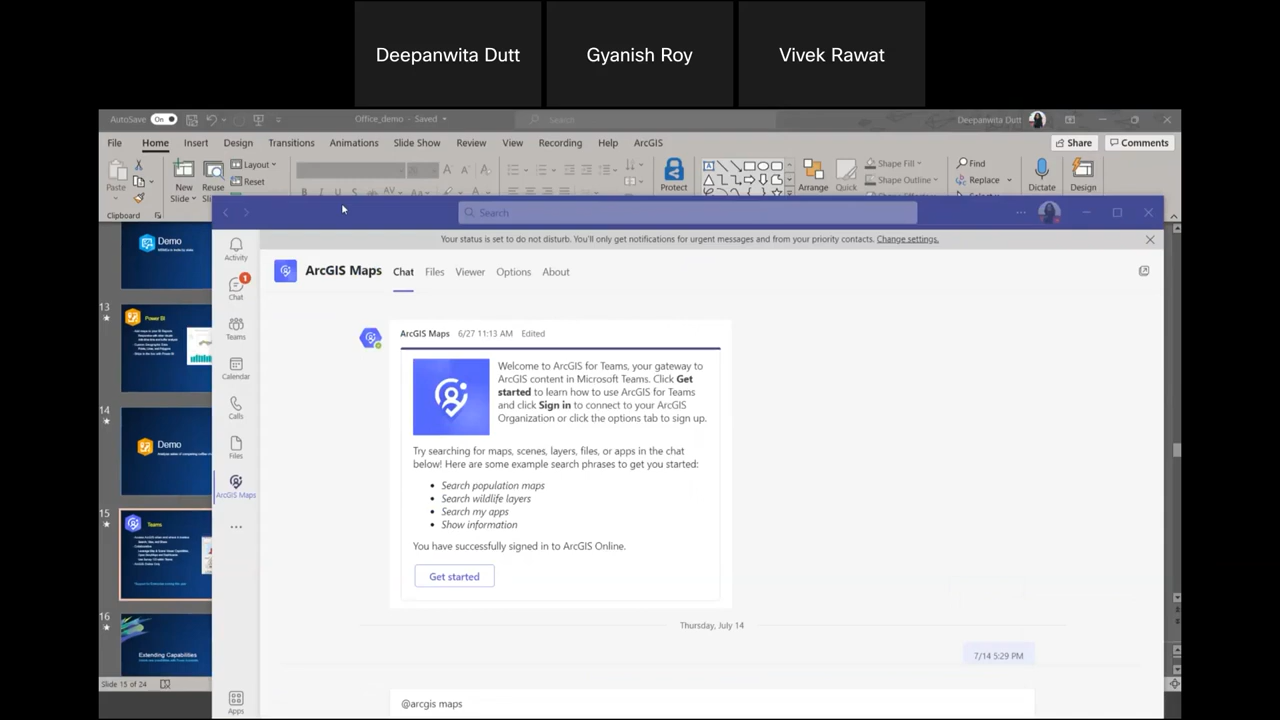 Deepanwita Dutt
Gyanish Roy
Vivek Rawat
AutoSave On
Office_demo - Saved
Search
Deepanwita Dutt
File Home Insert Design Transitions Animations Slide Show Review View Recording Help ArcGIS
Share Comments
Paste
New Slide
Reuse
Layout
Reset
Protect
Arrange
Quick
Shape Fill
Shape Outline
Find
Replace
Dictate
Design
Clipboard
Search
Your status is set to do not disturb. You'll only get notifications for urgent messages and from your priority contacts. Change settings.
Activity
Chat
1
Teams
Calendar
Calls
Files
ArcGIS Maps
Apps
ArcGIS Maps Chat Files Viewer Options About
ArcGIS Maps 6/27 11:13 AM Edited
Welcome to ArcGIS for Teams, your gateway to
ArcGIS content in Microsoft Teams. Click Get
started to learn how to use ArcGIS for Teams
and click Sign in to connect to your ArcGIS
Organization or click the options tab to sign up.
Try searching for maps, scenes, layers, files, or apps in the chat
below! Here are some example search phrases to get you started:
Search population maps
Search wildlife layers
Search my apps
Show information
You have successfully signed in to ArcGIS Online.
Get started
Thursday, July 14
7/14 5:29 PM
@arcgis maps
Demo
13
Power BI
14
Demo
15
Teams
16
Extending Capabilities
Slide 15 of 24